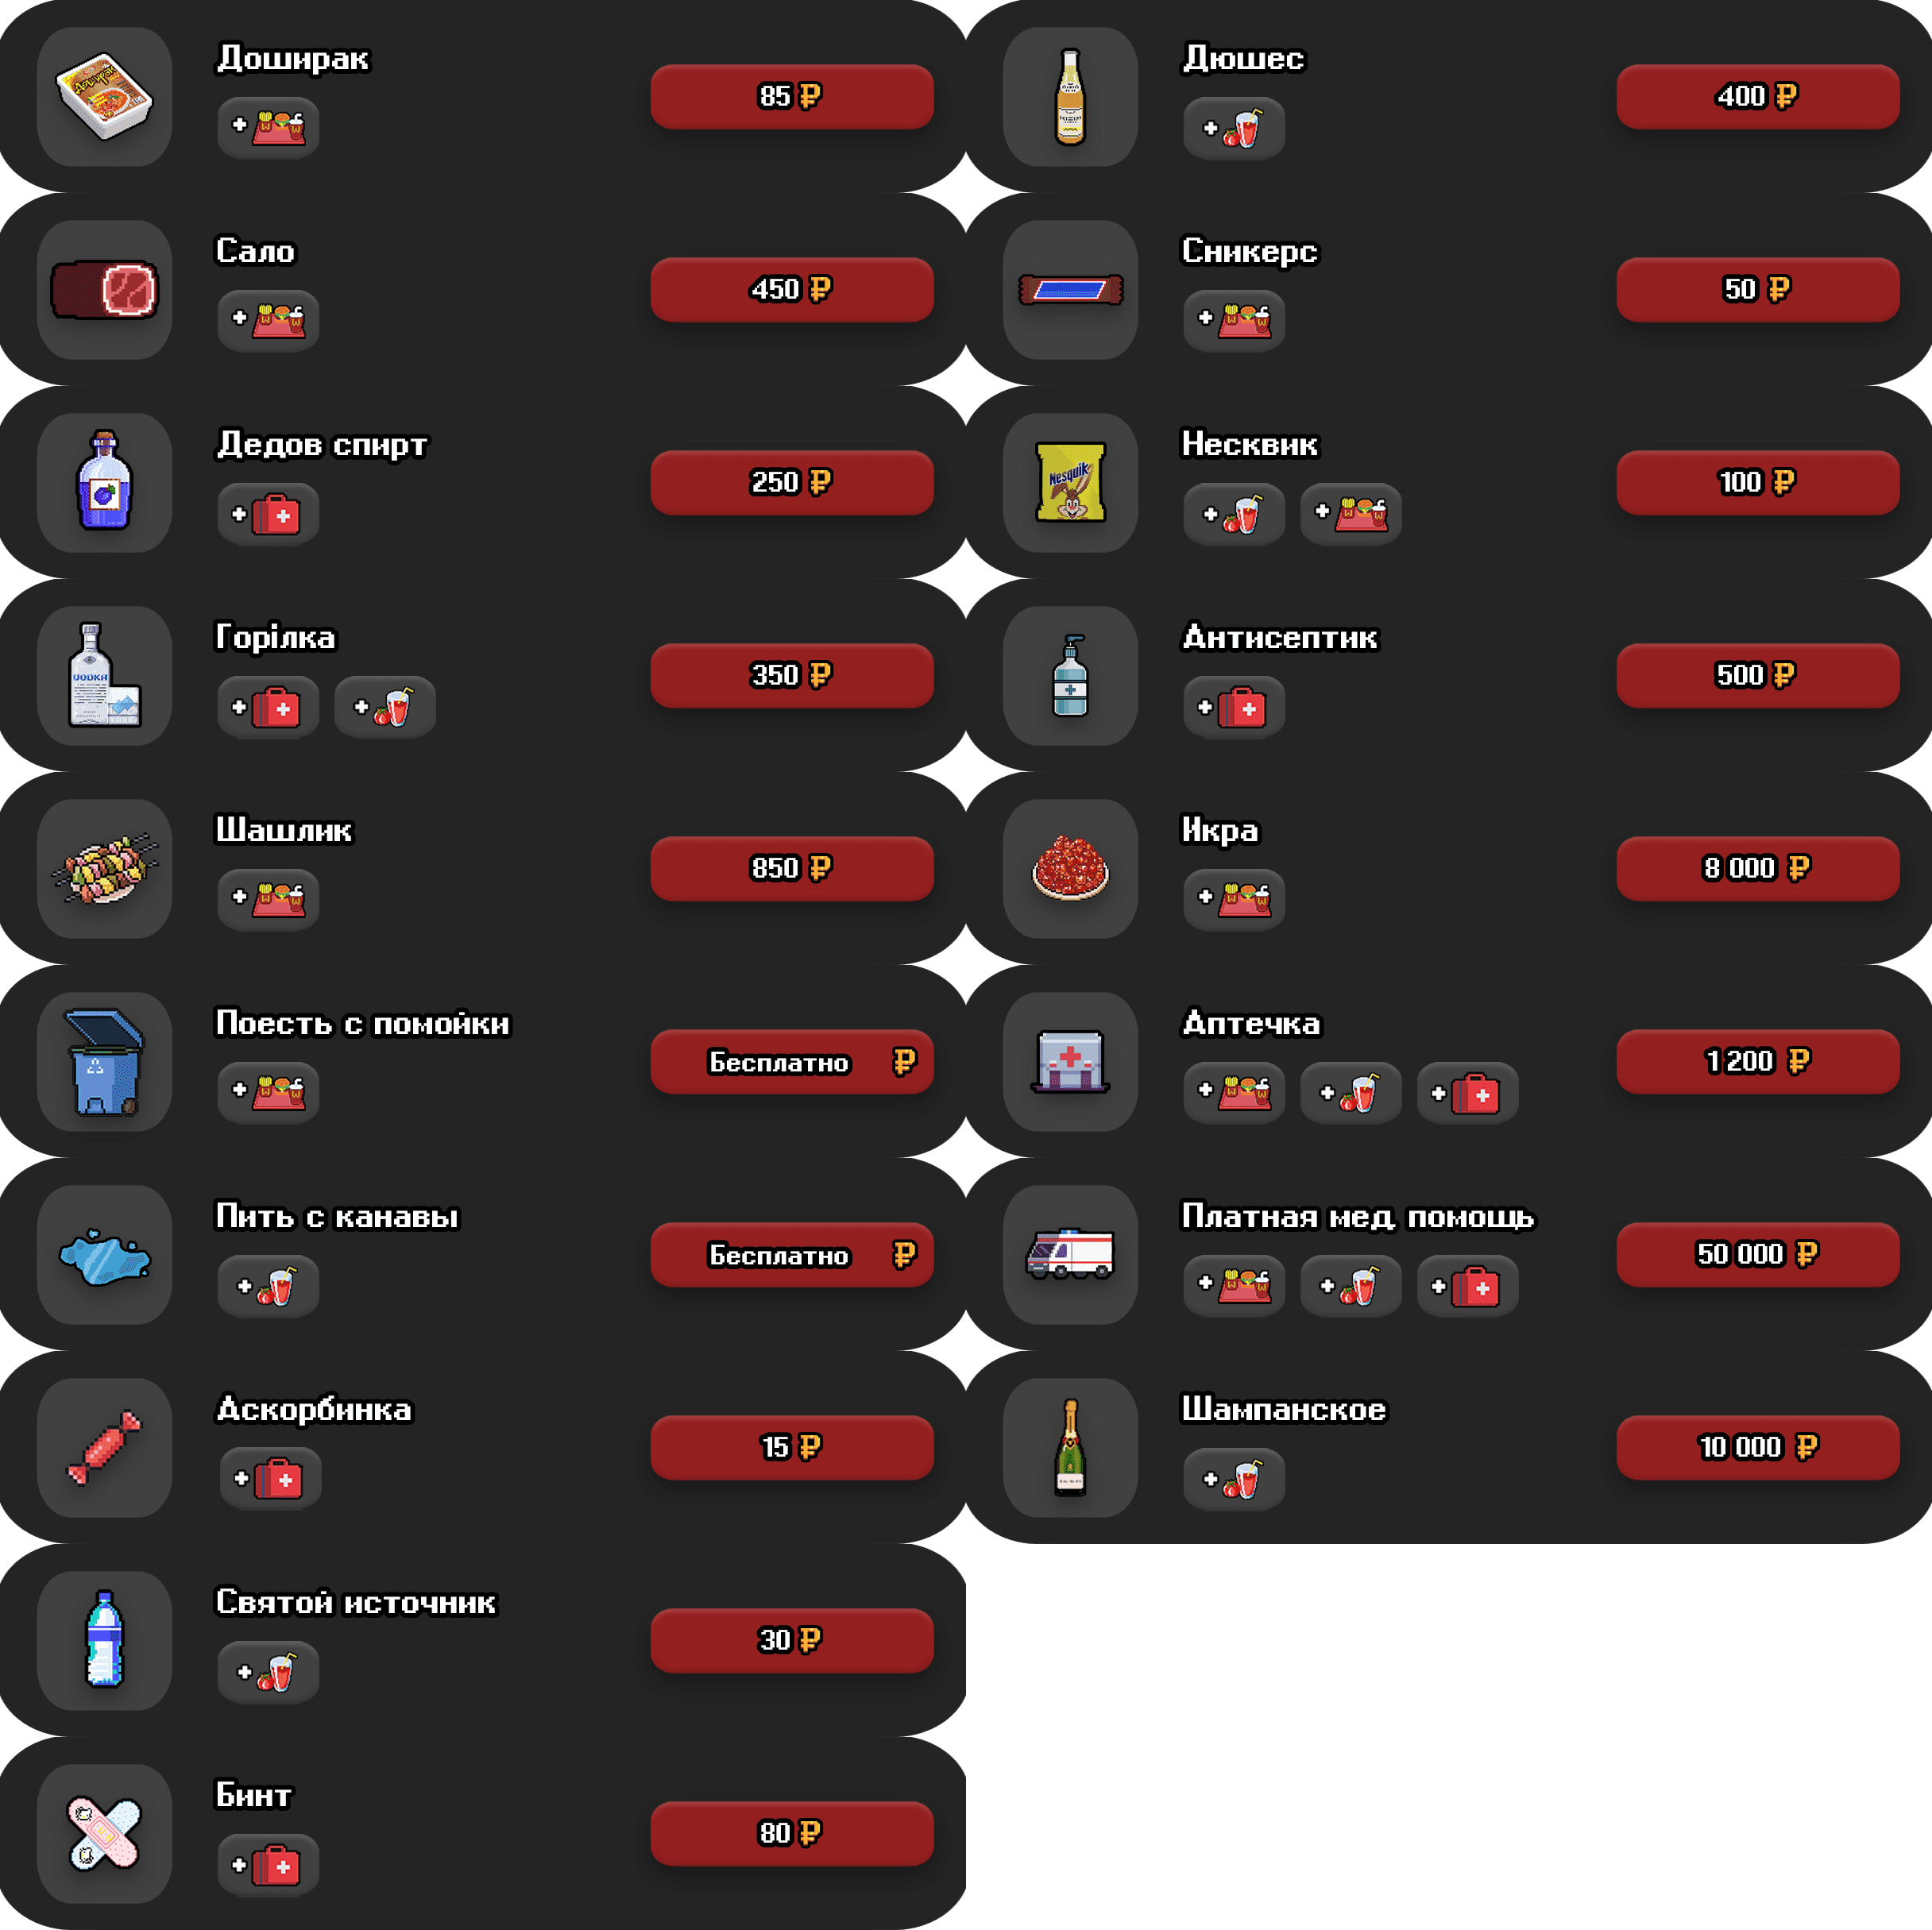 Доширак
85 ₽
Сало
450 ₽
Дедов спирт
250 ₽
Горілка
VODKA
350 ₽
Шашлик
850 ₽
Поесть с помойки
Бесплатно ₽
Пить с канавы
Бесплатно ₽
Аскорбинка
15 ₽
Святой источник
30 ₽
Бинт
80 ₽
Дюшес
400 ₽
Сникерс
50 ₽
Несквик
Nesquik
100 ₽
Антисептик
500 ₽
Икра
8 000 ₽
Аптечка
1 200 ₽
Платная мед помощь
50 000 ₽
Шампанское
10 000 ₽